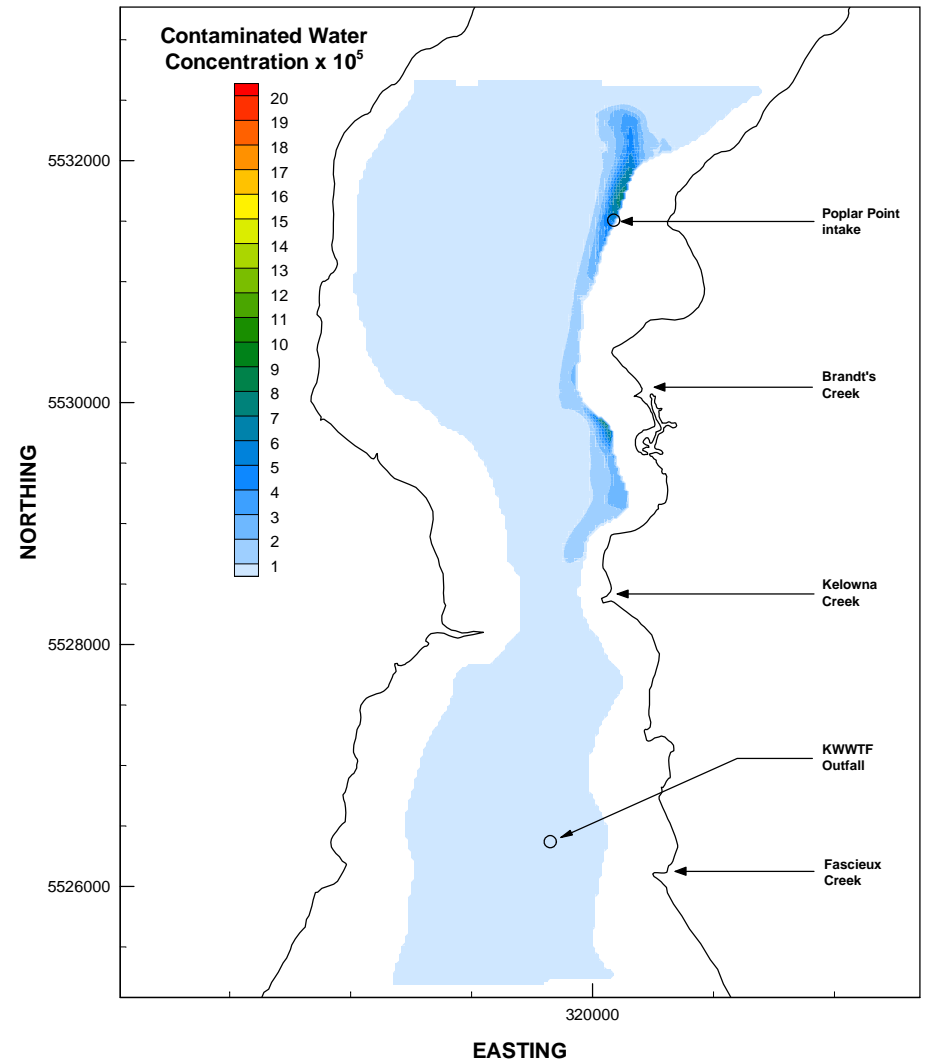 Contaminated Water
Concentration x 10⁵
20
19
18
17
16
15
14
13
12
11
10
9
8
7
6
5
4
3
2
1
5532000
5530000
5528000
5526000
NORTHING
Poplar Point
intake
Brandt's
Creek
Kelowna
Creek
KWWTF
Outfall
Fascieux
Creek
320000
EASTING